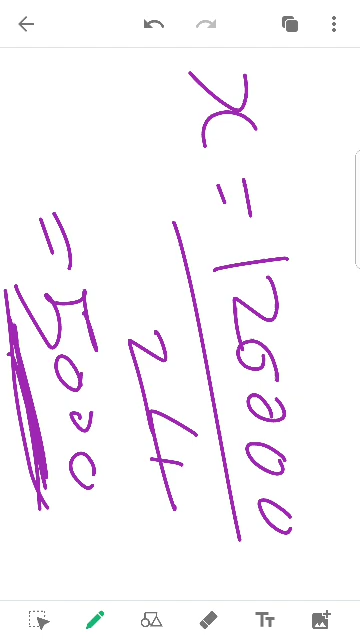 x = 120000
24
= 5000